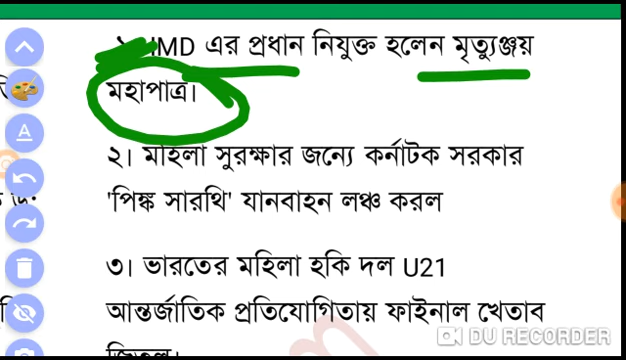 IMD এর প্রধান নিযুক্ত হলেন মৃত্যুঞ্জয়
মহাপাত্র।
২। মহিলা সুরক্ষার জন্যে কর্নাটক সরকার
'পিঙ্ক সারথি' যানবাহন লঞ্চ করল
৩। ভারতের মহিলা হকি দল U21
আন্তর্জাতিক প্রতিযোগিতায় ফাইনাল খেতাব
জিতল।
DU RECORDER